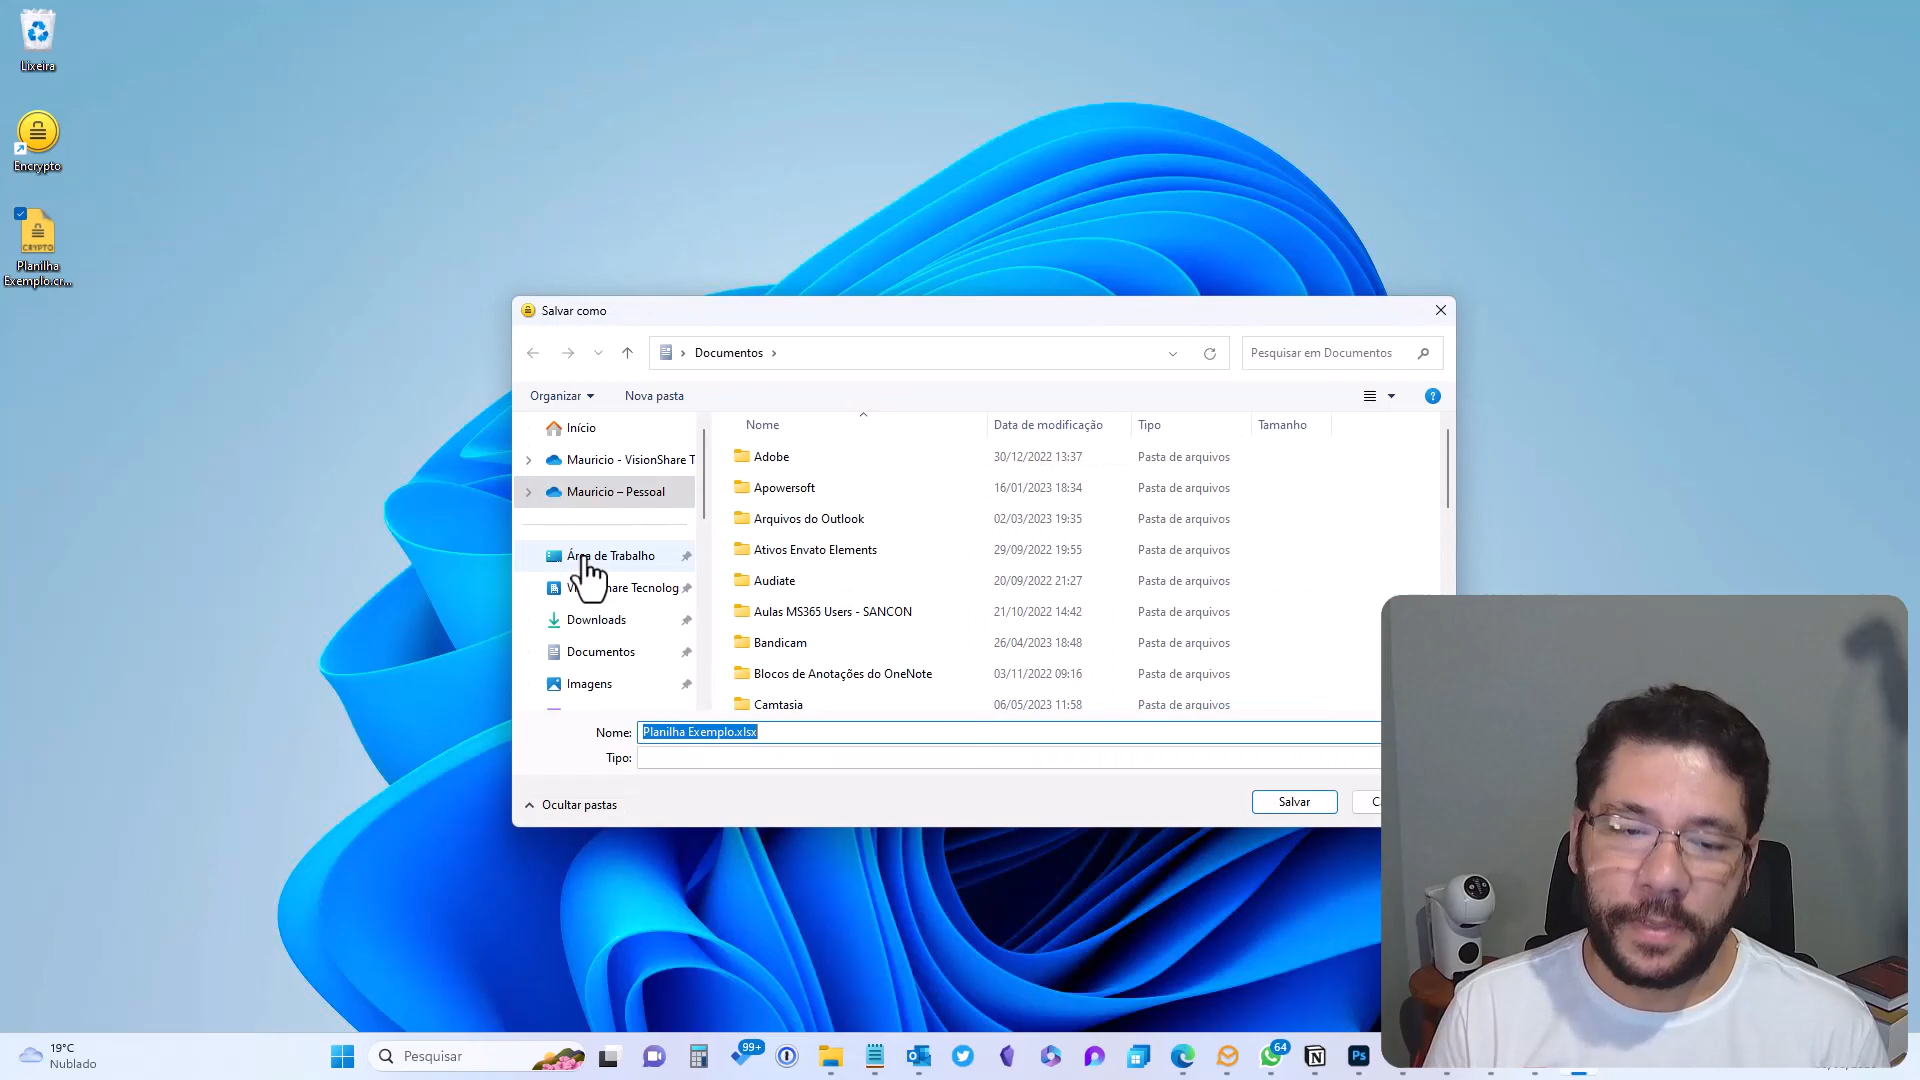 Lixeira
Encrypto
CRYPTO
Planilha
Exemplo.cr...
Salvar como
Documentos
Pesquisar em Documentos
Organizar
Nova pasta
Início
Mauricio - VisionShare T
Mauricio – Pessoal
Área de Trabalho
Tecnolog
Downloads
Documentos
Imagens
Nome Data de modificação Tipo Tamanho
Adobe 30/12/2022 13:37 Pasta de arquivos
Apowersoft 16/01/2023 18:34 Pasta de arquivos
Arquivos do Outlook 02/03/2023 19:35 Pasta de arquivos
Ativos Envato Elements 29/09/2022 19:55 Pasta de arquivos
Audiate 20/09/2022 21:27 Pasta de arquivos
Aulas MS365 Users - SANCON 21/10/2022 14:42 Pasta de arquivos
Bandicam 26/04/2023 18:48 Pasta de arquivos
Blocos de Anotações do OneNote 03/11/2022 09:16 Pasta de arquivos
Camtasia 06/05/2023 11:58 Pasta de arquivos
Nome: Planilha Exemplo.xlsx
Tipo:
Ocultar pastas
Salvar
C
19°C
Nublado
Pesquisar
99+
64
Ps